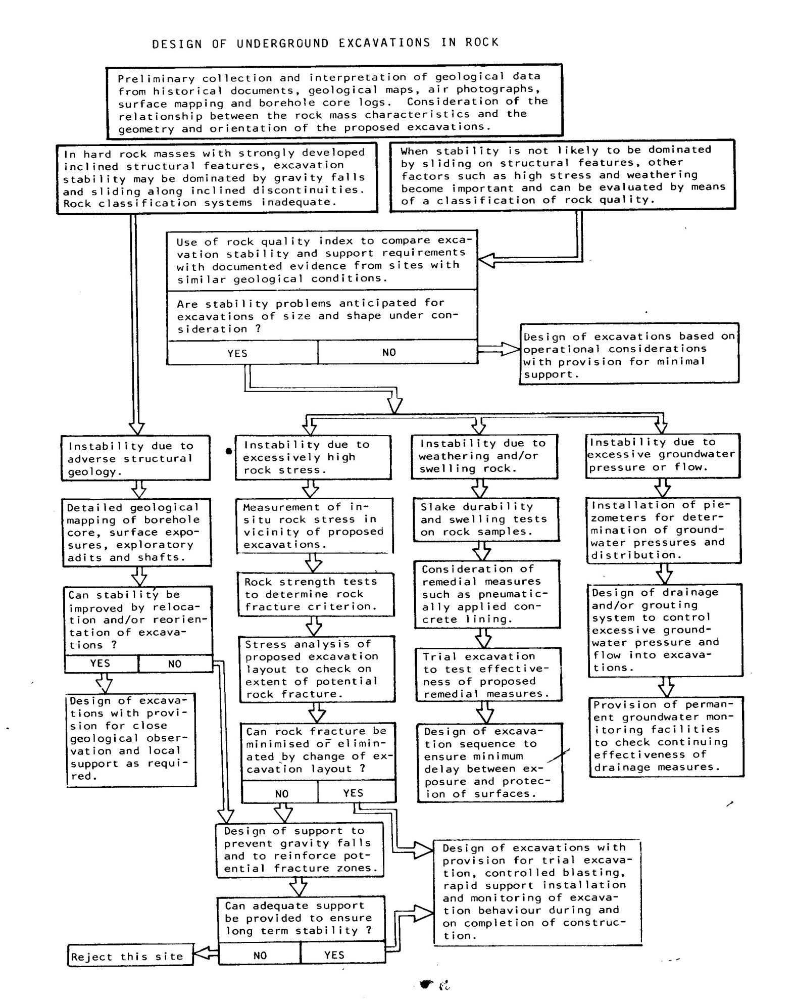 DESIGN OF UNDERGROUND EXCAVATIONS IN ROCK
Preliminary collection and interpretation of geological data
from historical documents, geological maps, air photographs,
surface mapping and borehole core logs. Consideration of the
relationship between the rock mass characteristics and the
geometry and orientation of the proposed excavations.
In hard rock masses with strongly developed
inclined structural features, excavation
stability may be dominated by gravity falls
and sliding along inclined discontinuities.
Rock classification systems inadequate.
When stability is not likely to be dominated
by sliding on structural features, other
factors such as high stress and weathering
become important and can be evaluated by means
of a classification of rock quality.
Use of rock quality index to compare exca-
vation stability and support requirements
with documented evidence from sites with
similar geological conditions.
Are stability problems anticipated for
excavations of size and shape under con-
sideration ?
YES
NO
Design of excavations based on
operational considerations
with provision for minimal
support.
Instability due to
adverse structural
geology.
Detailed geological
mapping of borehole
core, surface expo-
sures, exploratory
adits and shafts.
Can stability be
improved by reloca-
tion and/or reorien-
tation of excava-
tions ?
YES
NO
Design of excava-
tions with provi-
sion for close
geological obser-
vation and local
support as requi-
red.
Instability due to
excessively high
rock stress.
Measurement of in-
situ rock stress in
vicinity of proposed
excavations.
Rock strength tests
to determine rock
fracture criterion.
Stress analysis of
proposed excavation
layout to check on
extent of potential
rock fracture.
Can rock fracture be
minimised or elimin-
ated by change of ex-
cavation layout ?
NO
YES
Instability due to
weathering and/or
swelling rock.
Slake durability
and swelling tests
on rock samples.
Consideration of
remedial measures
such as pneumatic-
ally applied con-
crete lining.
Trial excavation
to test effective-
ness of proposed
remedial measures.
Design of excava-
tion sequence to
ensure minimum
delay between ex-
posure and protec-
ion of surfaces.
Instability due to
excessive groundwater
pressure or flow.
Installation of pie-
zometers for deter-
mination of ground-
water pressures and
distribution.
Design of drainage
and/or grouting
system to control
excessive ground-
water pressure and
flow into excava-
tions.
Provision of perman-
ent groundwater mon-
itoring facilities
to check continuing
effectiveness of
drainage measures.
Design of support to
prevent gravity falls
and to reinforce pot-
ential fracture zones.
Can adequate support
be provided to ensure
long term stability ?
NO
YES
Reject this site
Design of excavations with
provision for trial excava-
tion, controlled blasting,
rapid support installation
and monitoring of excava-
tion behaviour during and
on completion of construc-
tion.